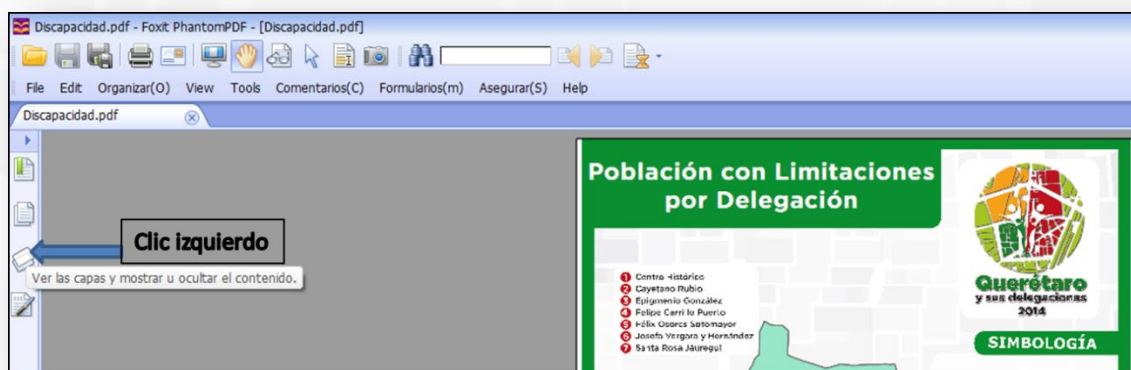 Discapacidad.pdf - Foxit PhantomPDF - [Discapacidad.pdf]
File Edit Organizar(O) View Tools Comentarios(C) Formularios(m) Asegurar(S) Help
Discapacidad.pdf
Clic izquierdo
Ver las capas y mostrar u ocultar el contenido.
Población con Limitaciones
por Delegación
1 Centro Histórico
2 Cayetano Rubio
3 Epigmenio González
4 Felipe Carrillo Puerto
5 Félix Osores Sotomayor
6 Josefa Vergara y Hernández
7 Santa Rosa Jáuregui
Querétaro
y sus delegaciones
2014
SIMBOLOGÍA